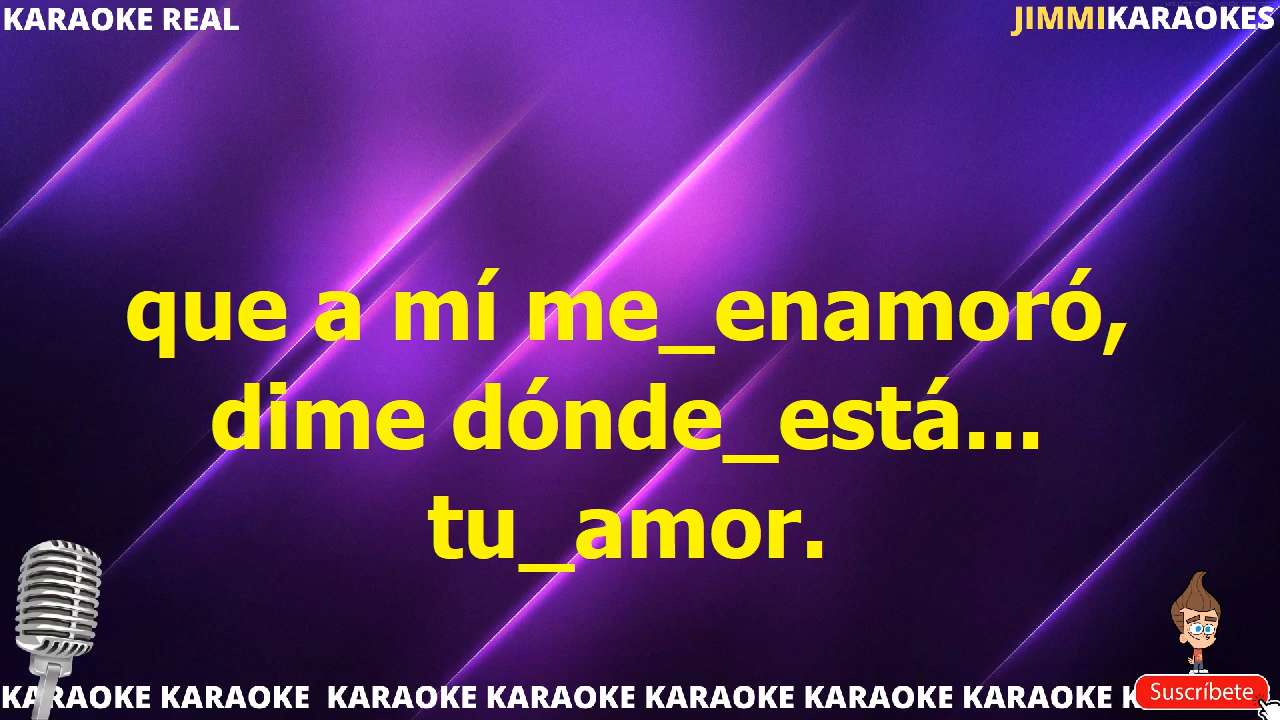 KARAOKE REAL
JIMMIKARAOKES
que a mí me_enamoró,
dime dónde_está...
tu_amor.
KARAOKE KARAOKE KARAOKE KARAOKE KARAOKE KARAOKE KARAOKE K
Suscríbete